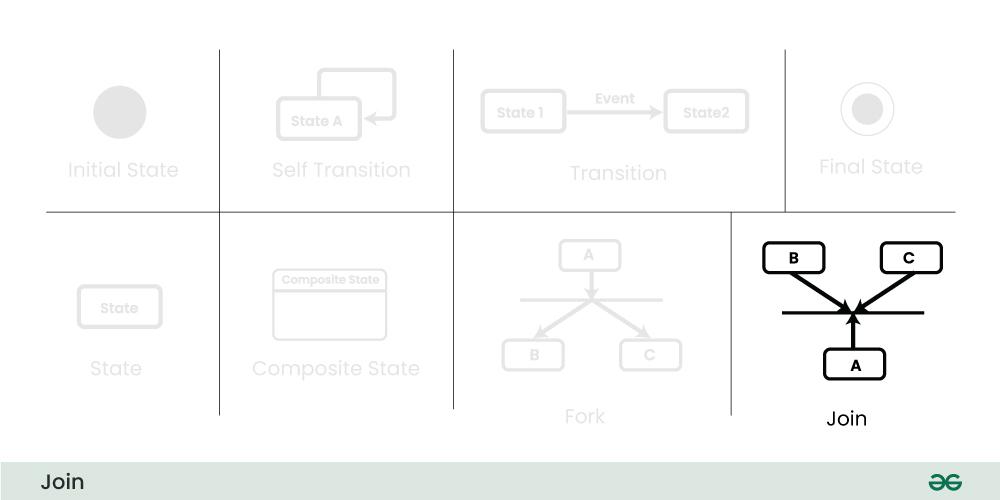 Initial State
State A
Self Transition
State 1
Event
State2
Transition
Final State
State
State
Composite State
Composite State
A
B
C
Fork
B
C
A
Join
Join